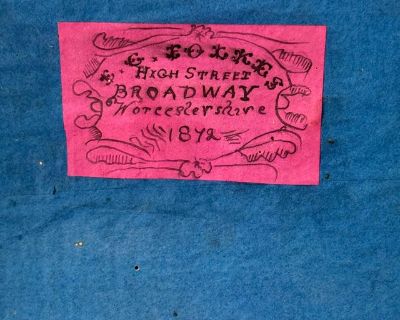 E. G. FOLKES
HIGH STREET
BROADWAY
Worcestershire
1872